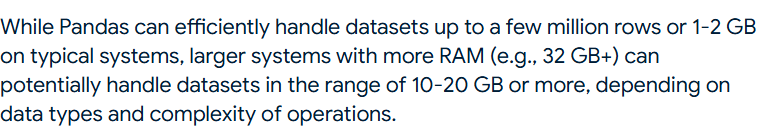 While Pandas can efficiently handle datasets up to a few million rows or 1-2 GB
on typical systems, larger systems with more RAM (e.g., 32 GB+) can
potentially handle datasets in the range of 10-20 GB or more, depending on
data types and complexity of operations.